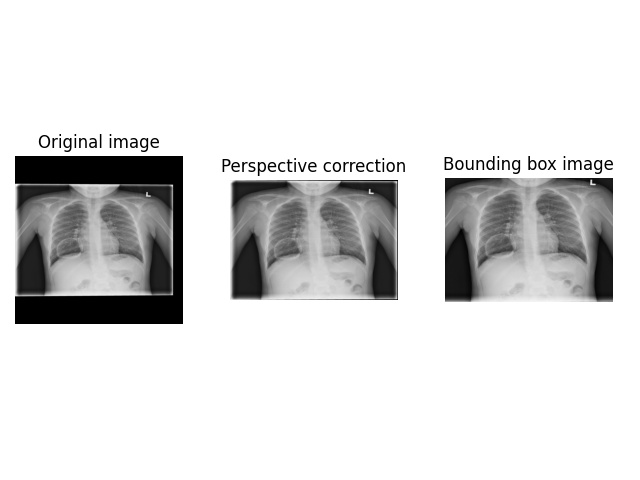 Original image
Perspective correction
Bounding box image
L
L
L